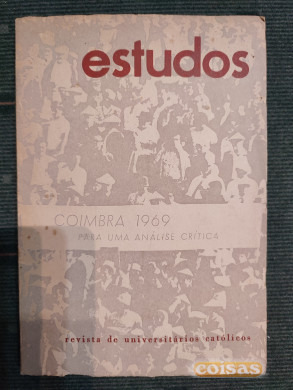 estudos
COIMBRA 1969
PARA UMA ANÁLISE CRÍTICA
revista de universitários católicos
coisas